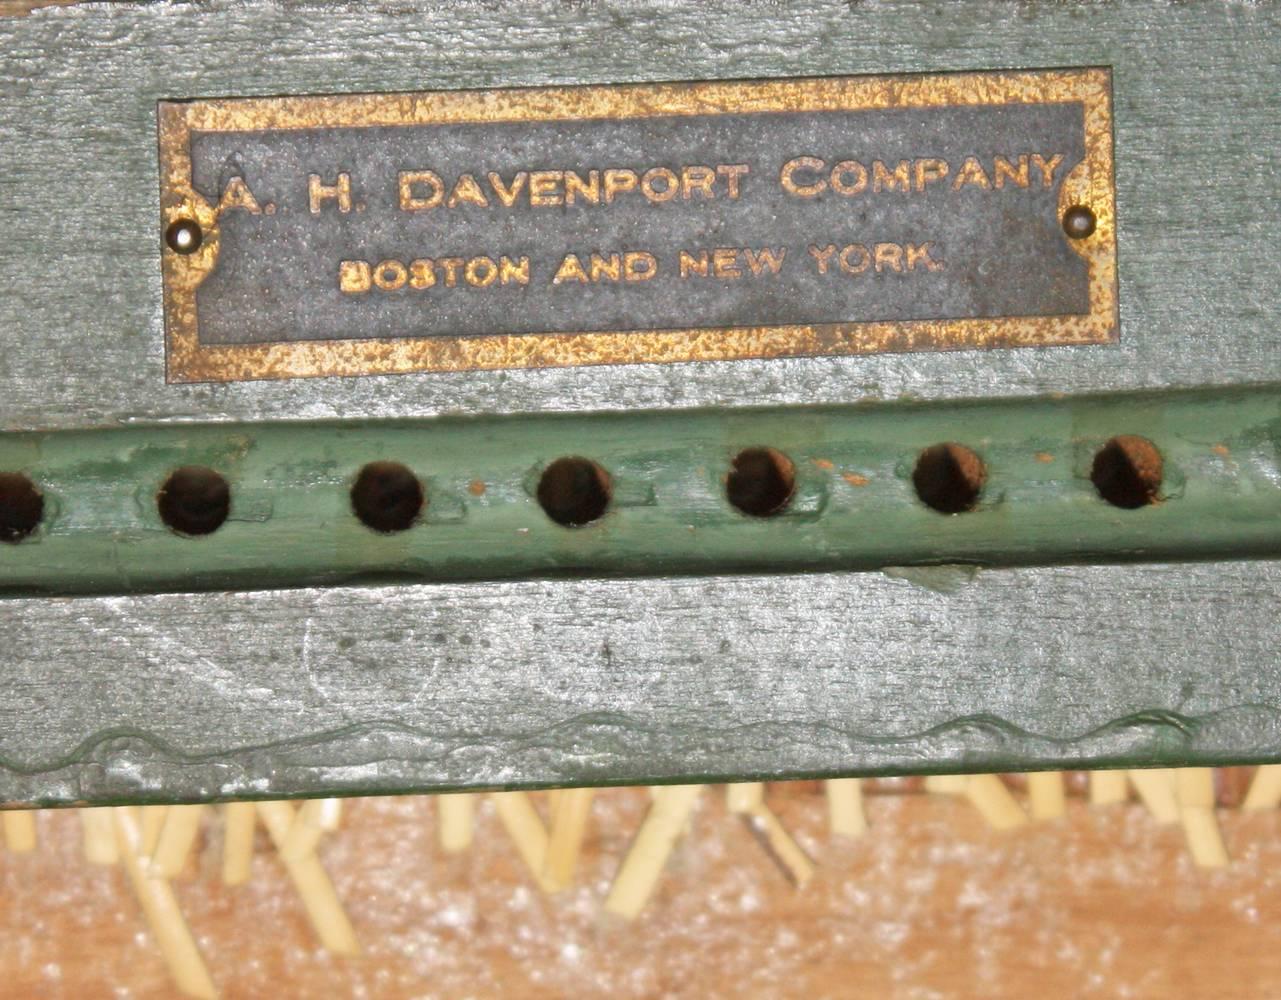 A. H. DAVENPORT COMPANY
BOSTON AND NEW YORK.